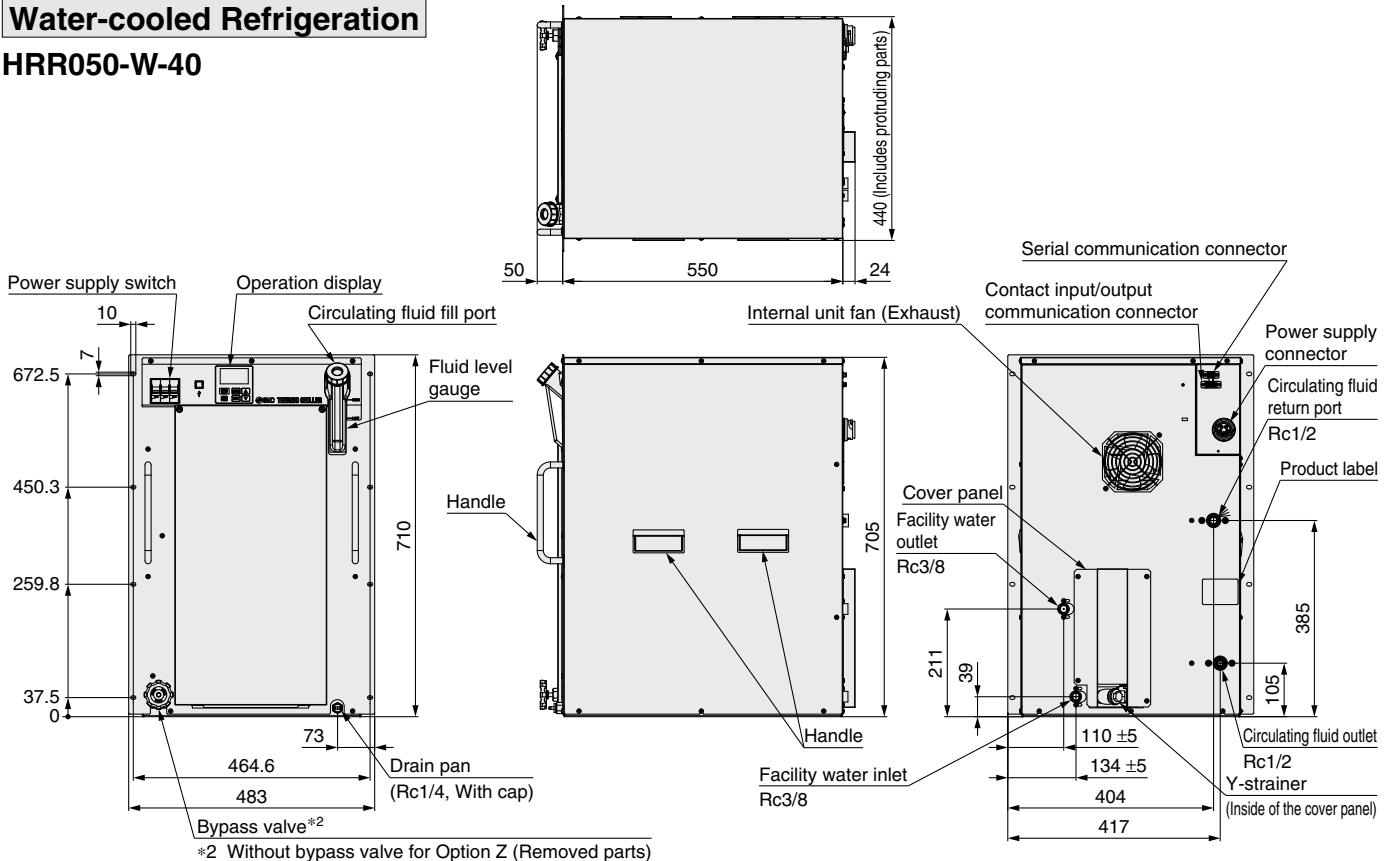 Water-cooled Refrigeration
HRR050-W-40
440 (Includes protruding parts)
50
550
24
Power supply switch
Operation display
Circulating fluid fill port
Fluid level
gauge
10
7
672.5
450.3
259.8
37.5
0
710
73
464.6
483
Drain pan
(Rc1/4, With cap)
Bypass valve*2
*2 Without bypass valve for Option Z (Removed parts)
Handle
705
Handle
Serial communication connector
Contact input/output
communication connector
Internal unit fan (Exhaust)
Power supply
connector
Circulating fluid
return port
Rc1/2
Product label
Cover panel
Facility water
outlet
Rc3/8
211
39
385
105
110 ±5
134 ±5
404
417
Facility water inlet
Rc3/8
Circulating fluid outlet
Rc1/2
Y-strainer
(Inside of the cover panel)